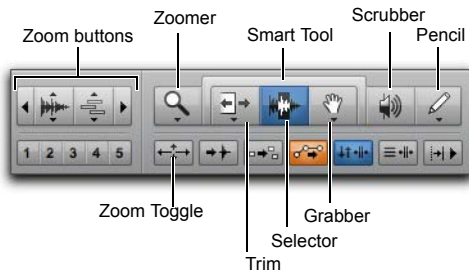 Zoomer
Scrubber
Zoom buttons
Smart Tool
Pencil
1 2 3 4 5
Zoom Toggle
Grabber
Selector
Trim